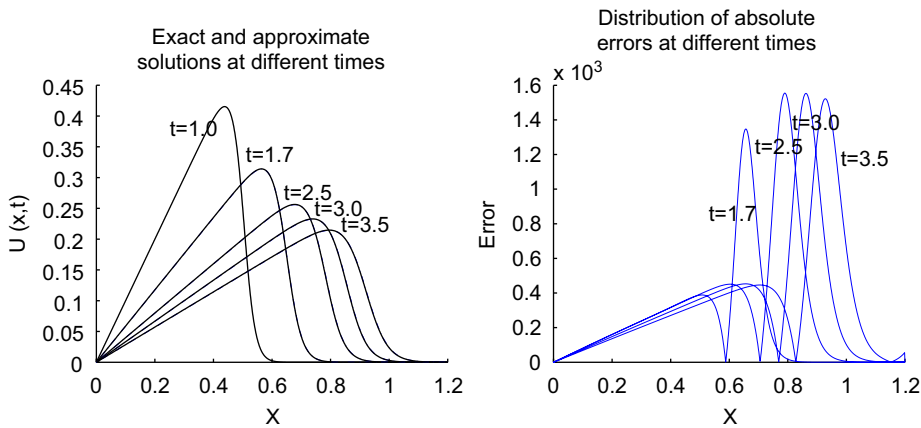 Exact and approximate
solutions at different times
0.45
0.4
0.35
0.3
0.25
0.2
0.15
0.1
0.05
0
U (x,t)
t=1.0
t=1.7
t=2.5
t=3.0
t=3.5
0 0.2 0.4 0.6 0.8 1 1.2
X
Distribution of absolute
errors at different times
x 10³
1.6
1.4
1.2
1
0.8
0.6
0.4
0.2
0
Error
t=3.0
t=2.5
t=3.5
t=1.7
0 0.2 0.4 0.6 0.8 1 1.2
X